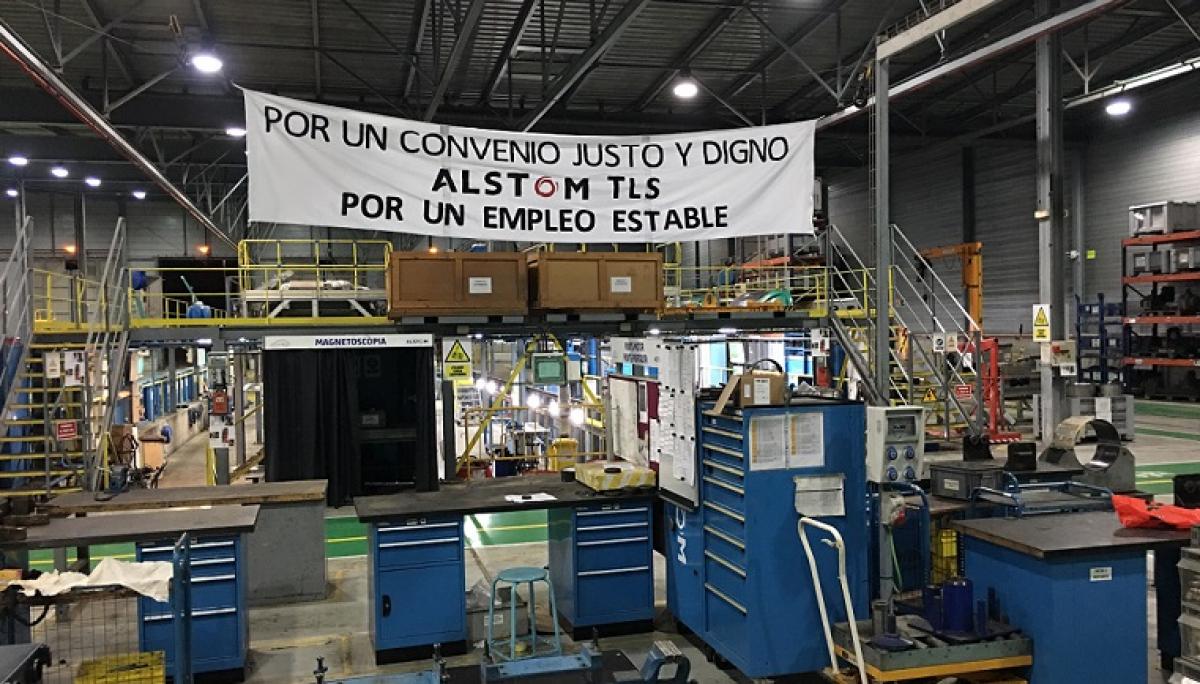 POR UN CONVENIO JUSTO Y DIGNO
ALSTOM TLS
POR UN EMPLEO ESTABLE
MAGNETOSCOPIA